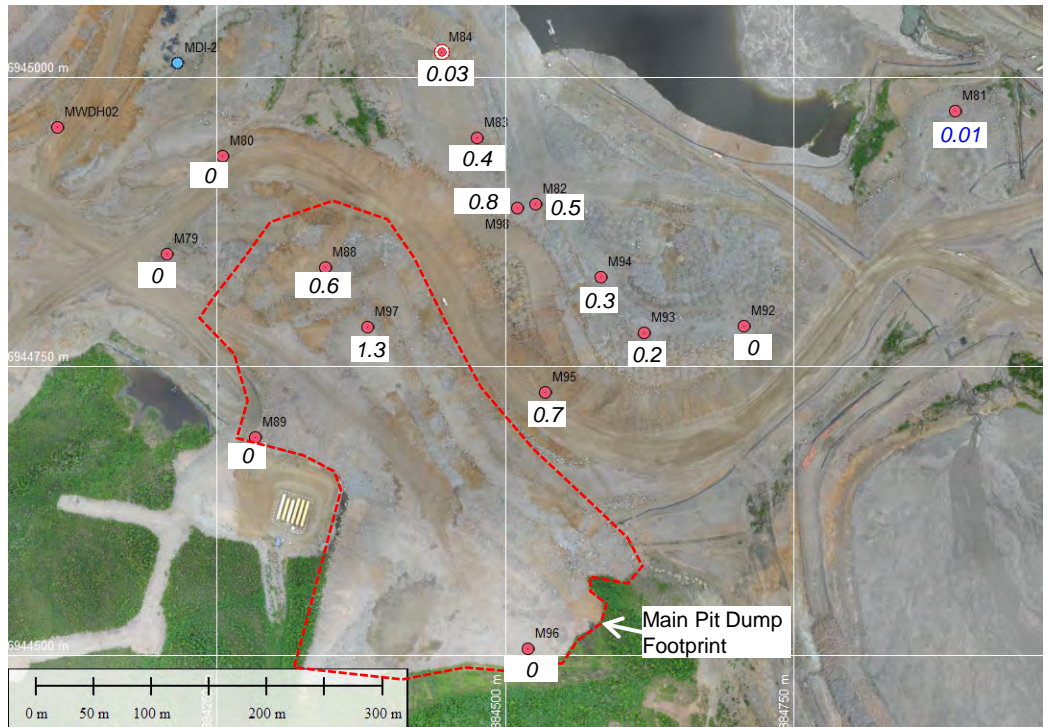 M84
MDI-2
0.03
6945000 m
M81
MWDH02
M83
0.01
M80
0.4
0
M82
0.8
0.5
M98
M79
M88
M94
0
0.6
0.3
M97
M93
M92
1.3
0.2
0
6944750 m
M95
0.7
M89
0
Main Pit Dump
Footprint
M96
6944500 m
0
384250
384500 m
384750 m
0 m
50 m
100 m
200 m
300 m